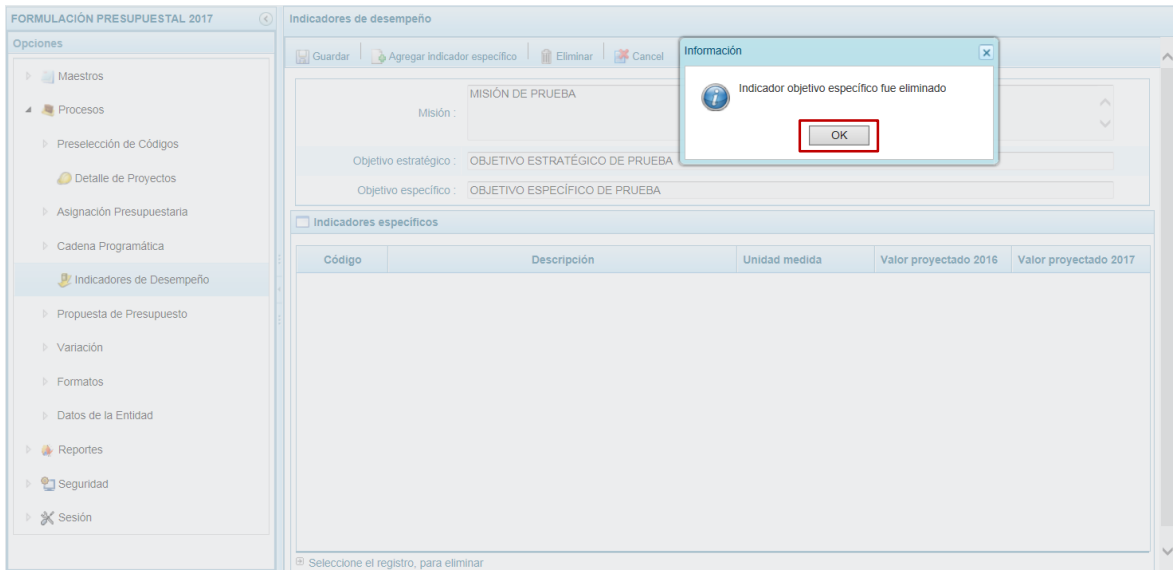 FORMULACIÓN PRESUPUESTAL 2017
Opciones
Maestros
Procesos
Preselección de Códigos
Detalle de Proyectos
Asignación Presupuestaria
Cadena Programática
Indicadores de Desempeño
Propuesta de Presupuesto
Variación
Formatos
Datos de la Entidad
Reportes
Seguridad
Sesión
Indicadores de desempeño
Guardar Agregar indicador específico Eliminar Cancel
Información
Indicador objetivo específico fue eliminado
OK
Misión : MISIÓN DE PRUEBA
Objetivo estratégico : OBJETIVO ESTRATÉGICO DE PRUEBA
Objetivo específico : OBJETIVO ESPECÍFICO DE PRUEBA
Indicadores específicos
Código Descripción Unidad medida Valor proyectado 2016 Valor proyectado 2017
Seleccione el registro, para eliminar